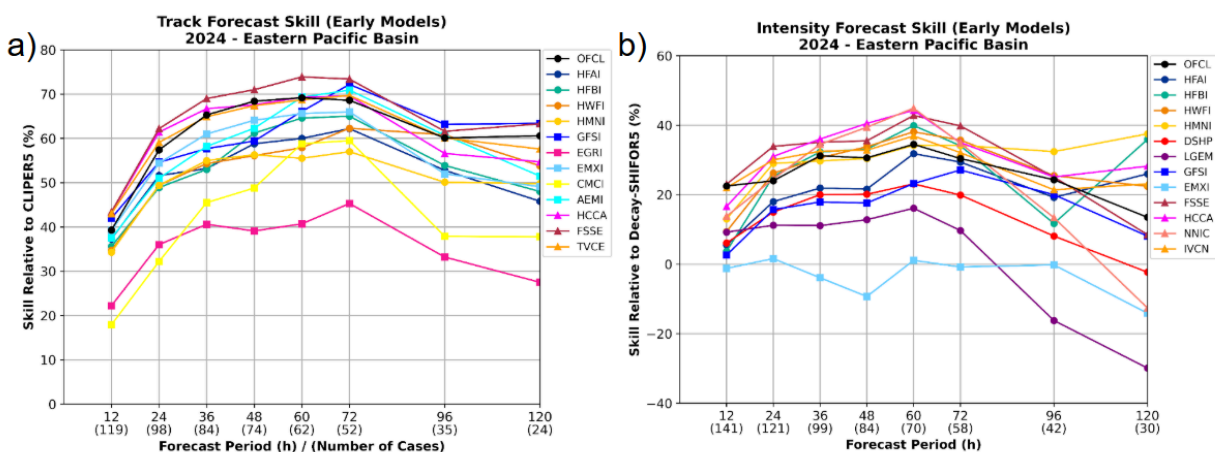 a)
Track Forecast Skill (Early Models)
2024 - Eastern Pacific Basin
Skill Relative to CLIPER5 (%)
80
70
60
50
40
30
20
10
0
12 24 36 48 60 72 96 120
(119) (98) (84) (74) (62) (52) (35) (24)
Forecast Period (h) / (Number of Cases)
OFCL
HFAI
HFBI
HWFI
HMNI
GFSI
EGRI
EMXI
CMCI
AEMI
HCCA
FSSE
TVCE
b)
Intensity Forecast Skill (Early Models)
2024 - Eastern Pacific Basin
Skill Relative to Decay-SHIFOR5 (%)
60
40
20
0
−20
−40
12 24 36 48 60 72 96 120
(141) (121) (99) (84) (70) (58) (42) (30)
Forecast Period (h)
OFCL
HFAI
HFBI
HWFI
HMNI
DSHP
LGEM
GFSI
EMXI
FSSE
HCCA
NNIC
IVCN